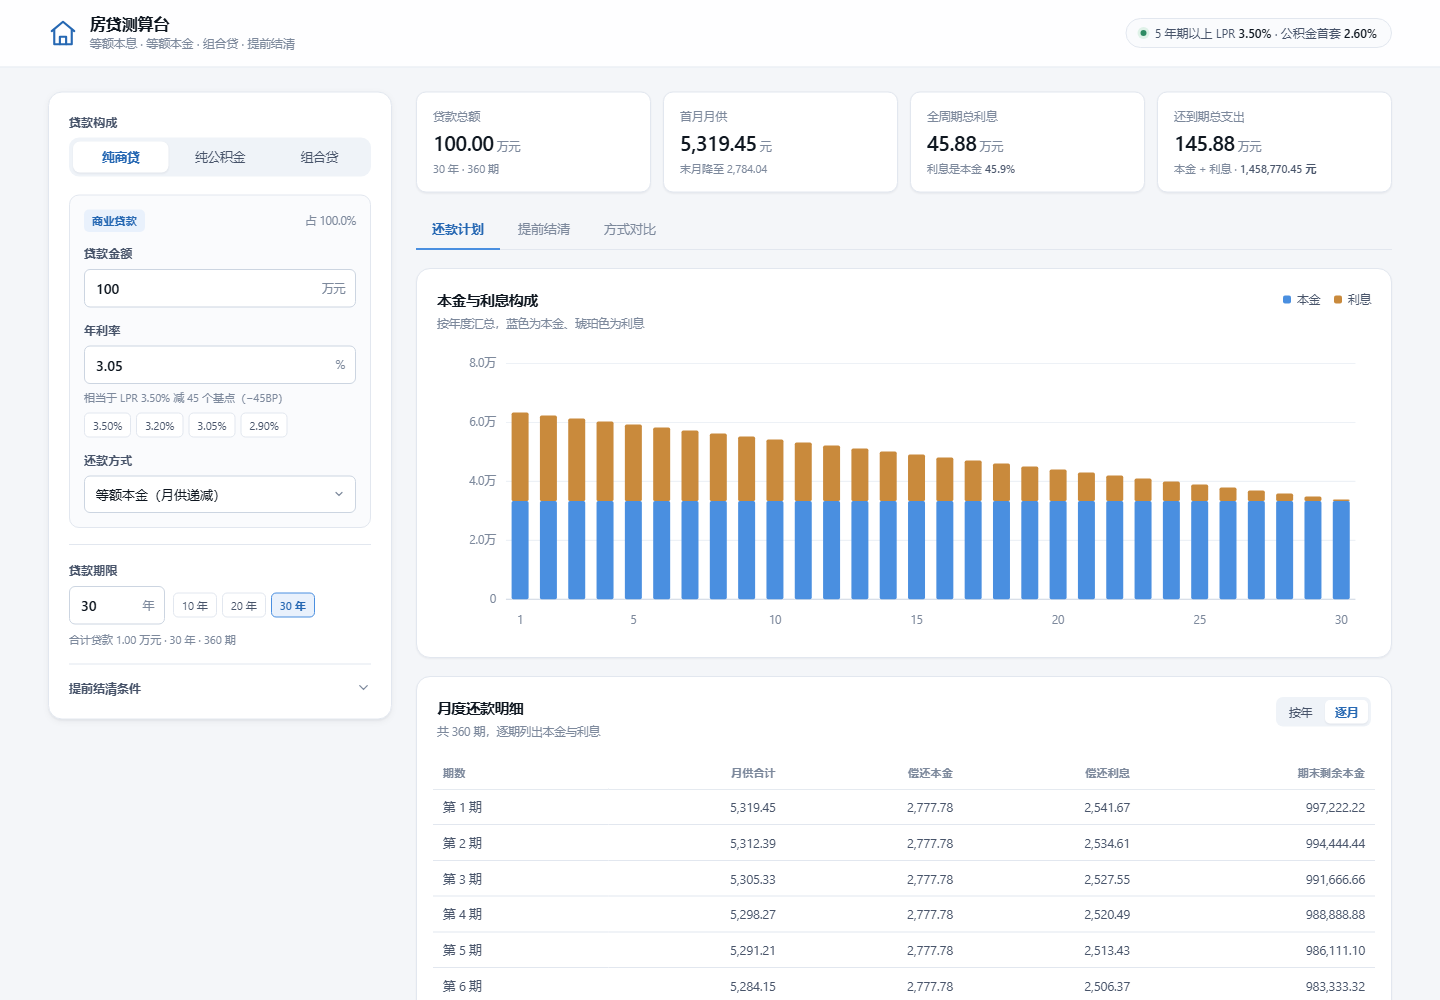 房贷测算台
等额本息 · 等额本金 · 组合贷 · 提前结清
5 年期以上 LPR 3.50% · 公积金首套 2.60%
贷款构成
纯商贷 纯公积金 组合贷
商业贷款 占 100.0%
贷款金额
100 万元
年利率
3.05 %
相当于 LPR 3.50% 减 45 个基点（−45BP）
3.50% 3.20% 3.05% 2.90%
还款方式
等额本金（月供递减）
贷款期限
30 年 10 年 20 年 30 年
合计贷款 1.00 万元 · 30 年 · 360 期
提前结清条件
贷款总额
100.00 万元
30 年 · 360 期
首月月供
5,319.45 元
末月降至 2,784.04
全周期总利息
45.88 万元
利息是本金 45.9%
还到期总支出
145.88 万元
本金 + 利息 · 1,458,770.45 元
还款计划 提前结清 方式对比
本金与利息构成
按年度汇总，蓝色为本金、琥珀色为利息
本金 利息
8.0万
6.0万
4.0万
2.0万
0
1 5 10 15 20 25 30
月度还款明细
共 360 期，逐期列出本金与利息
按年 逐月
期数 月供合计 偿还本金 偿还利息 期末剩余本金
第 1 期 5,319.45 2,777.78 2,541.67 997,222.22
第 2 期 5,312.39 2,777.78 2,534.61 994,444.44
第 3 期 5,305.33 2,777.78 2,527.55 991,666.66
第 4 期 5,298.27 2,777.78 2,520.49 988,888.88
第 5 期 5,291.21 2,777.78 2,513.43 986,111.10
第 6 期 5,284.15 2,777.78 2,506.37 983,333.32